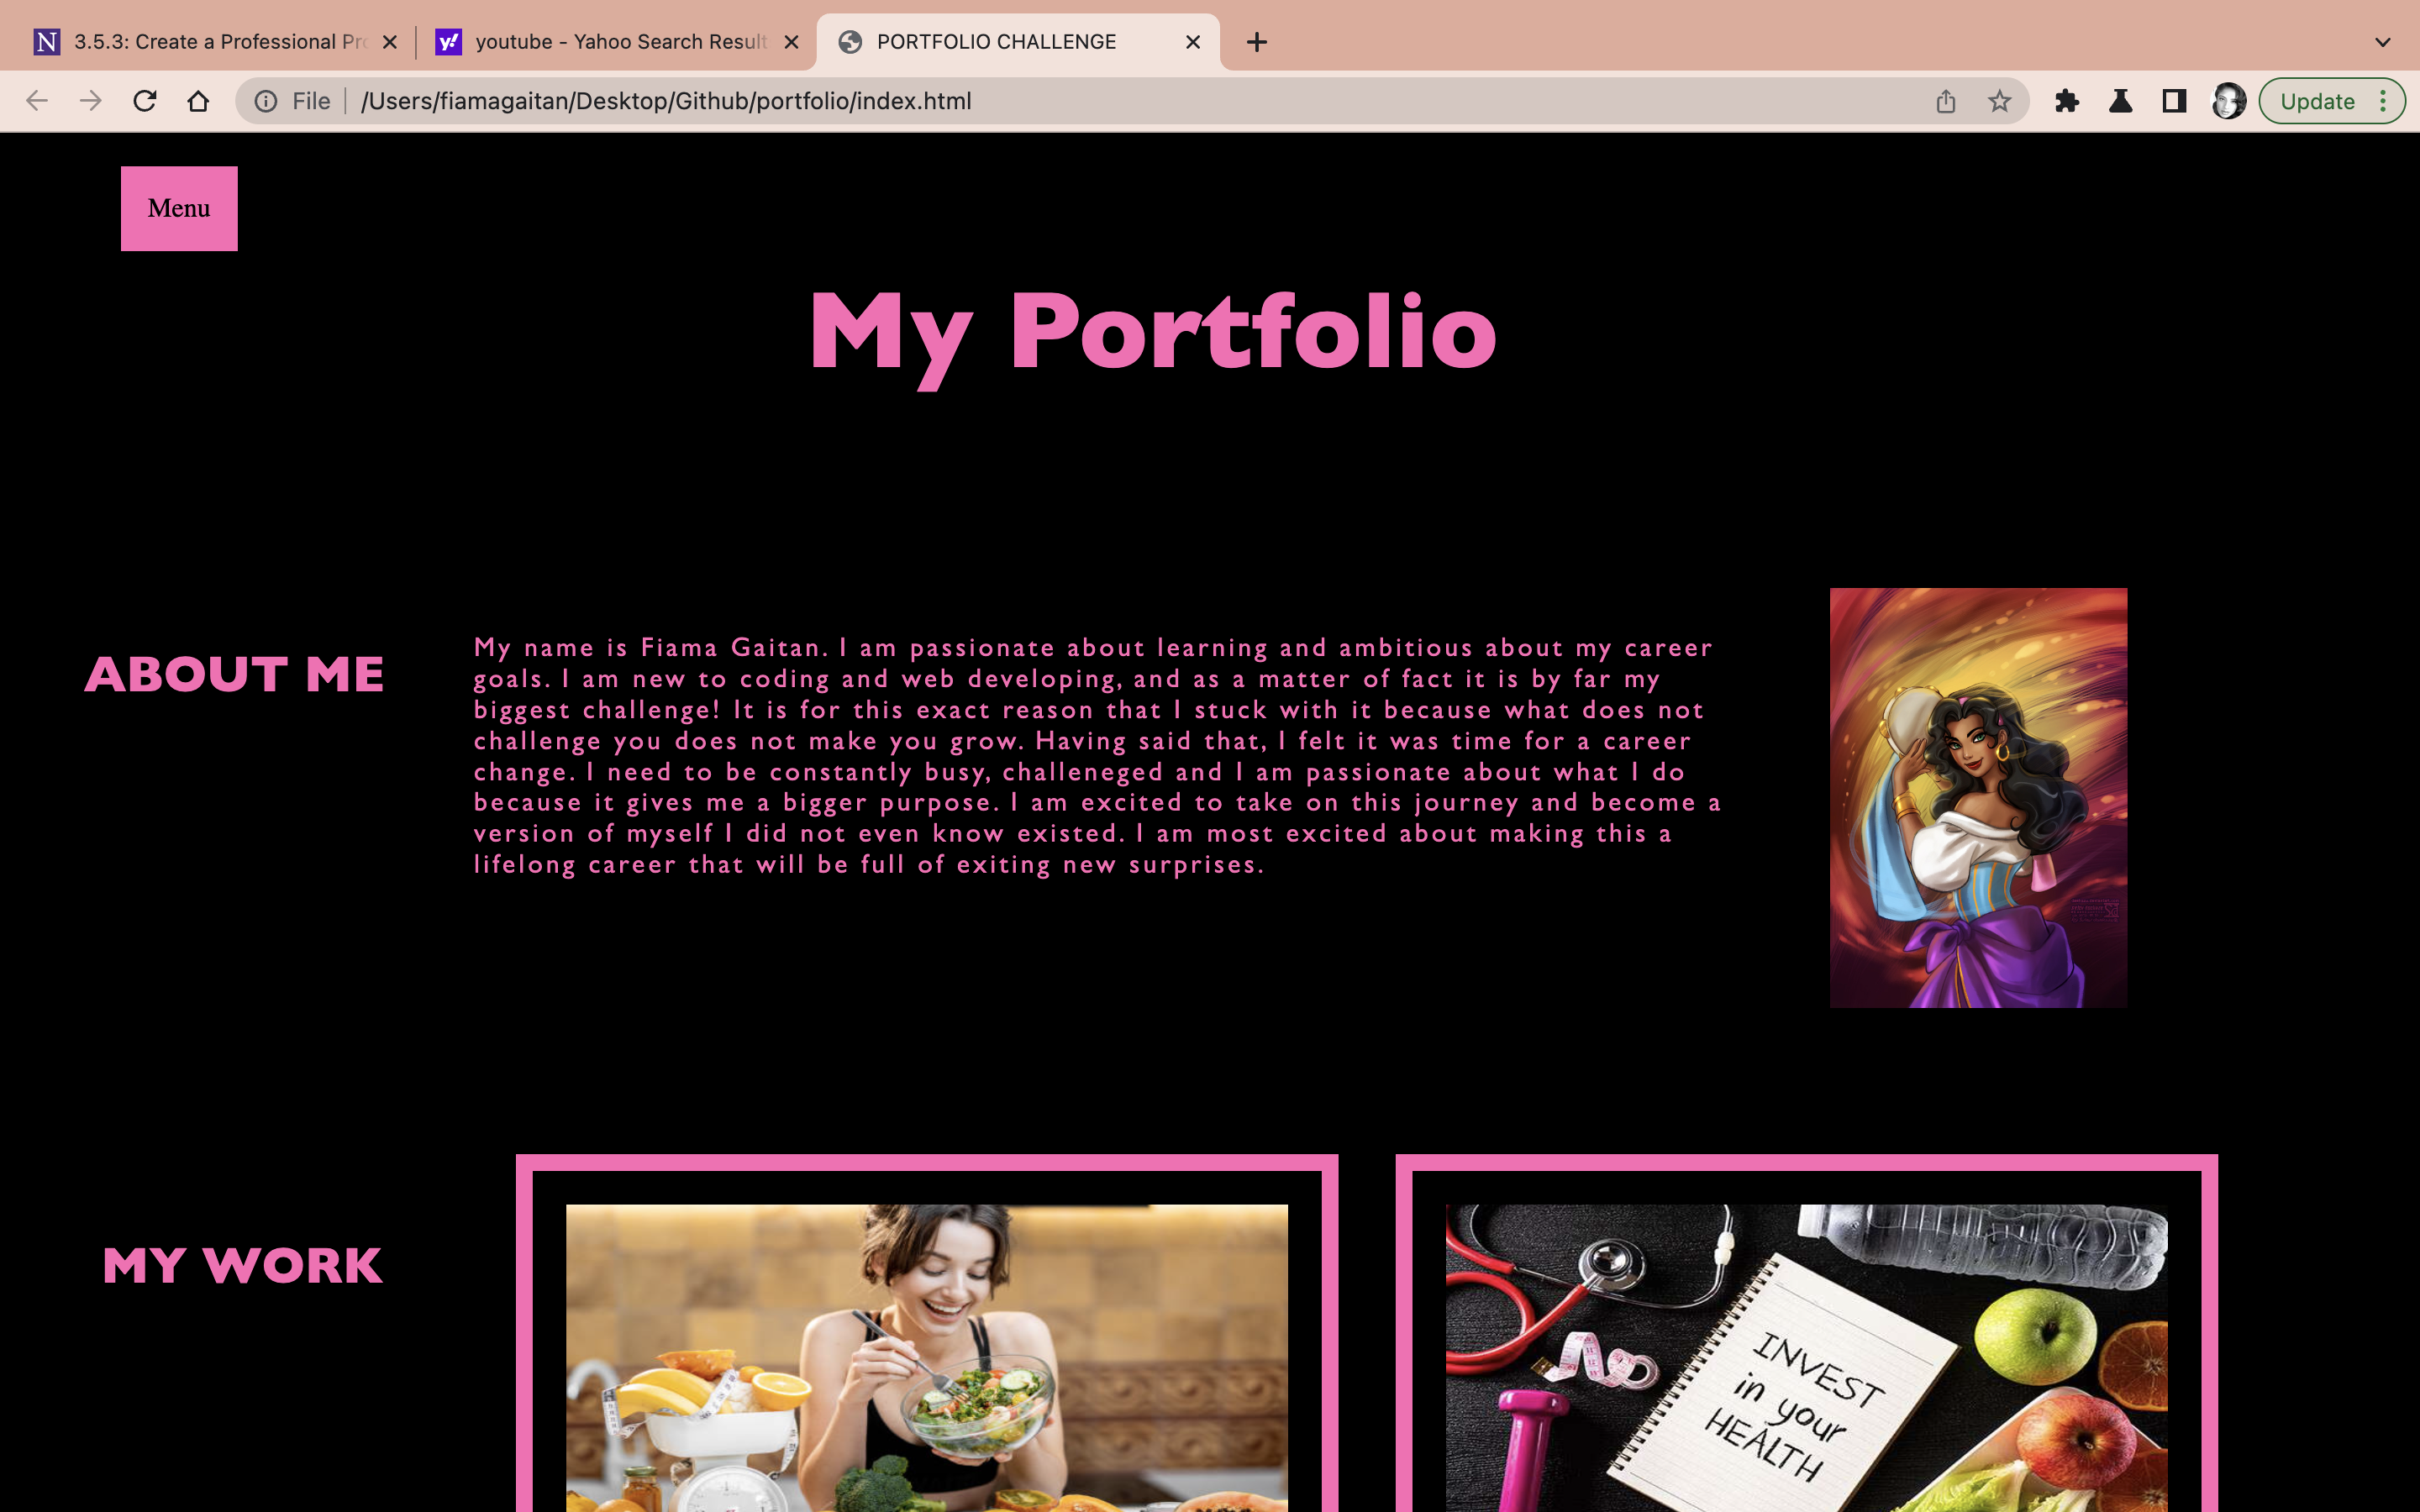 3.5.3: Create a Professional Pr
youtube - Yahoo Search Result
PORTFOLIO CHALLENGE
File
/Users/fiamagaitan/Desktop/Github/portfolio/index.html
Update
Menu
My Portfolio
ABOUT ME
My name is Fiama Gaitan. I am passionate about learning and ambitious about my career
goals. I am new to coding and web developing, and as a matter of fact it is by far my
biggest challenge! It is for this exact reason that I stuck with it because what does not
challenge you does not make you grow. Having said that, I felt it was time for a career
change. I need to be constantly busy, challeneged and I am passionate about what I do
because it gives me a bigger purpose. I am excited to take on this journey and become a
version of myself I did not even know existed. I am most excited about making this a
lifelong career that will be full of exiting new surprises.
MY WORK
INVEST
in your
HEALTH